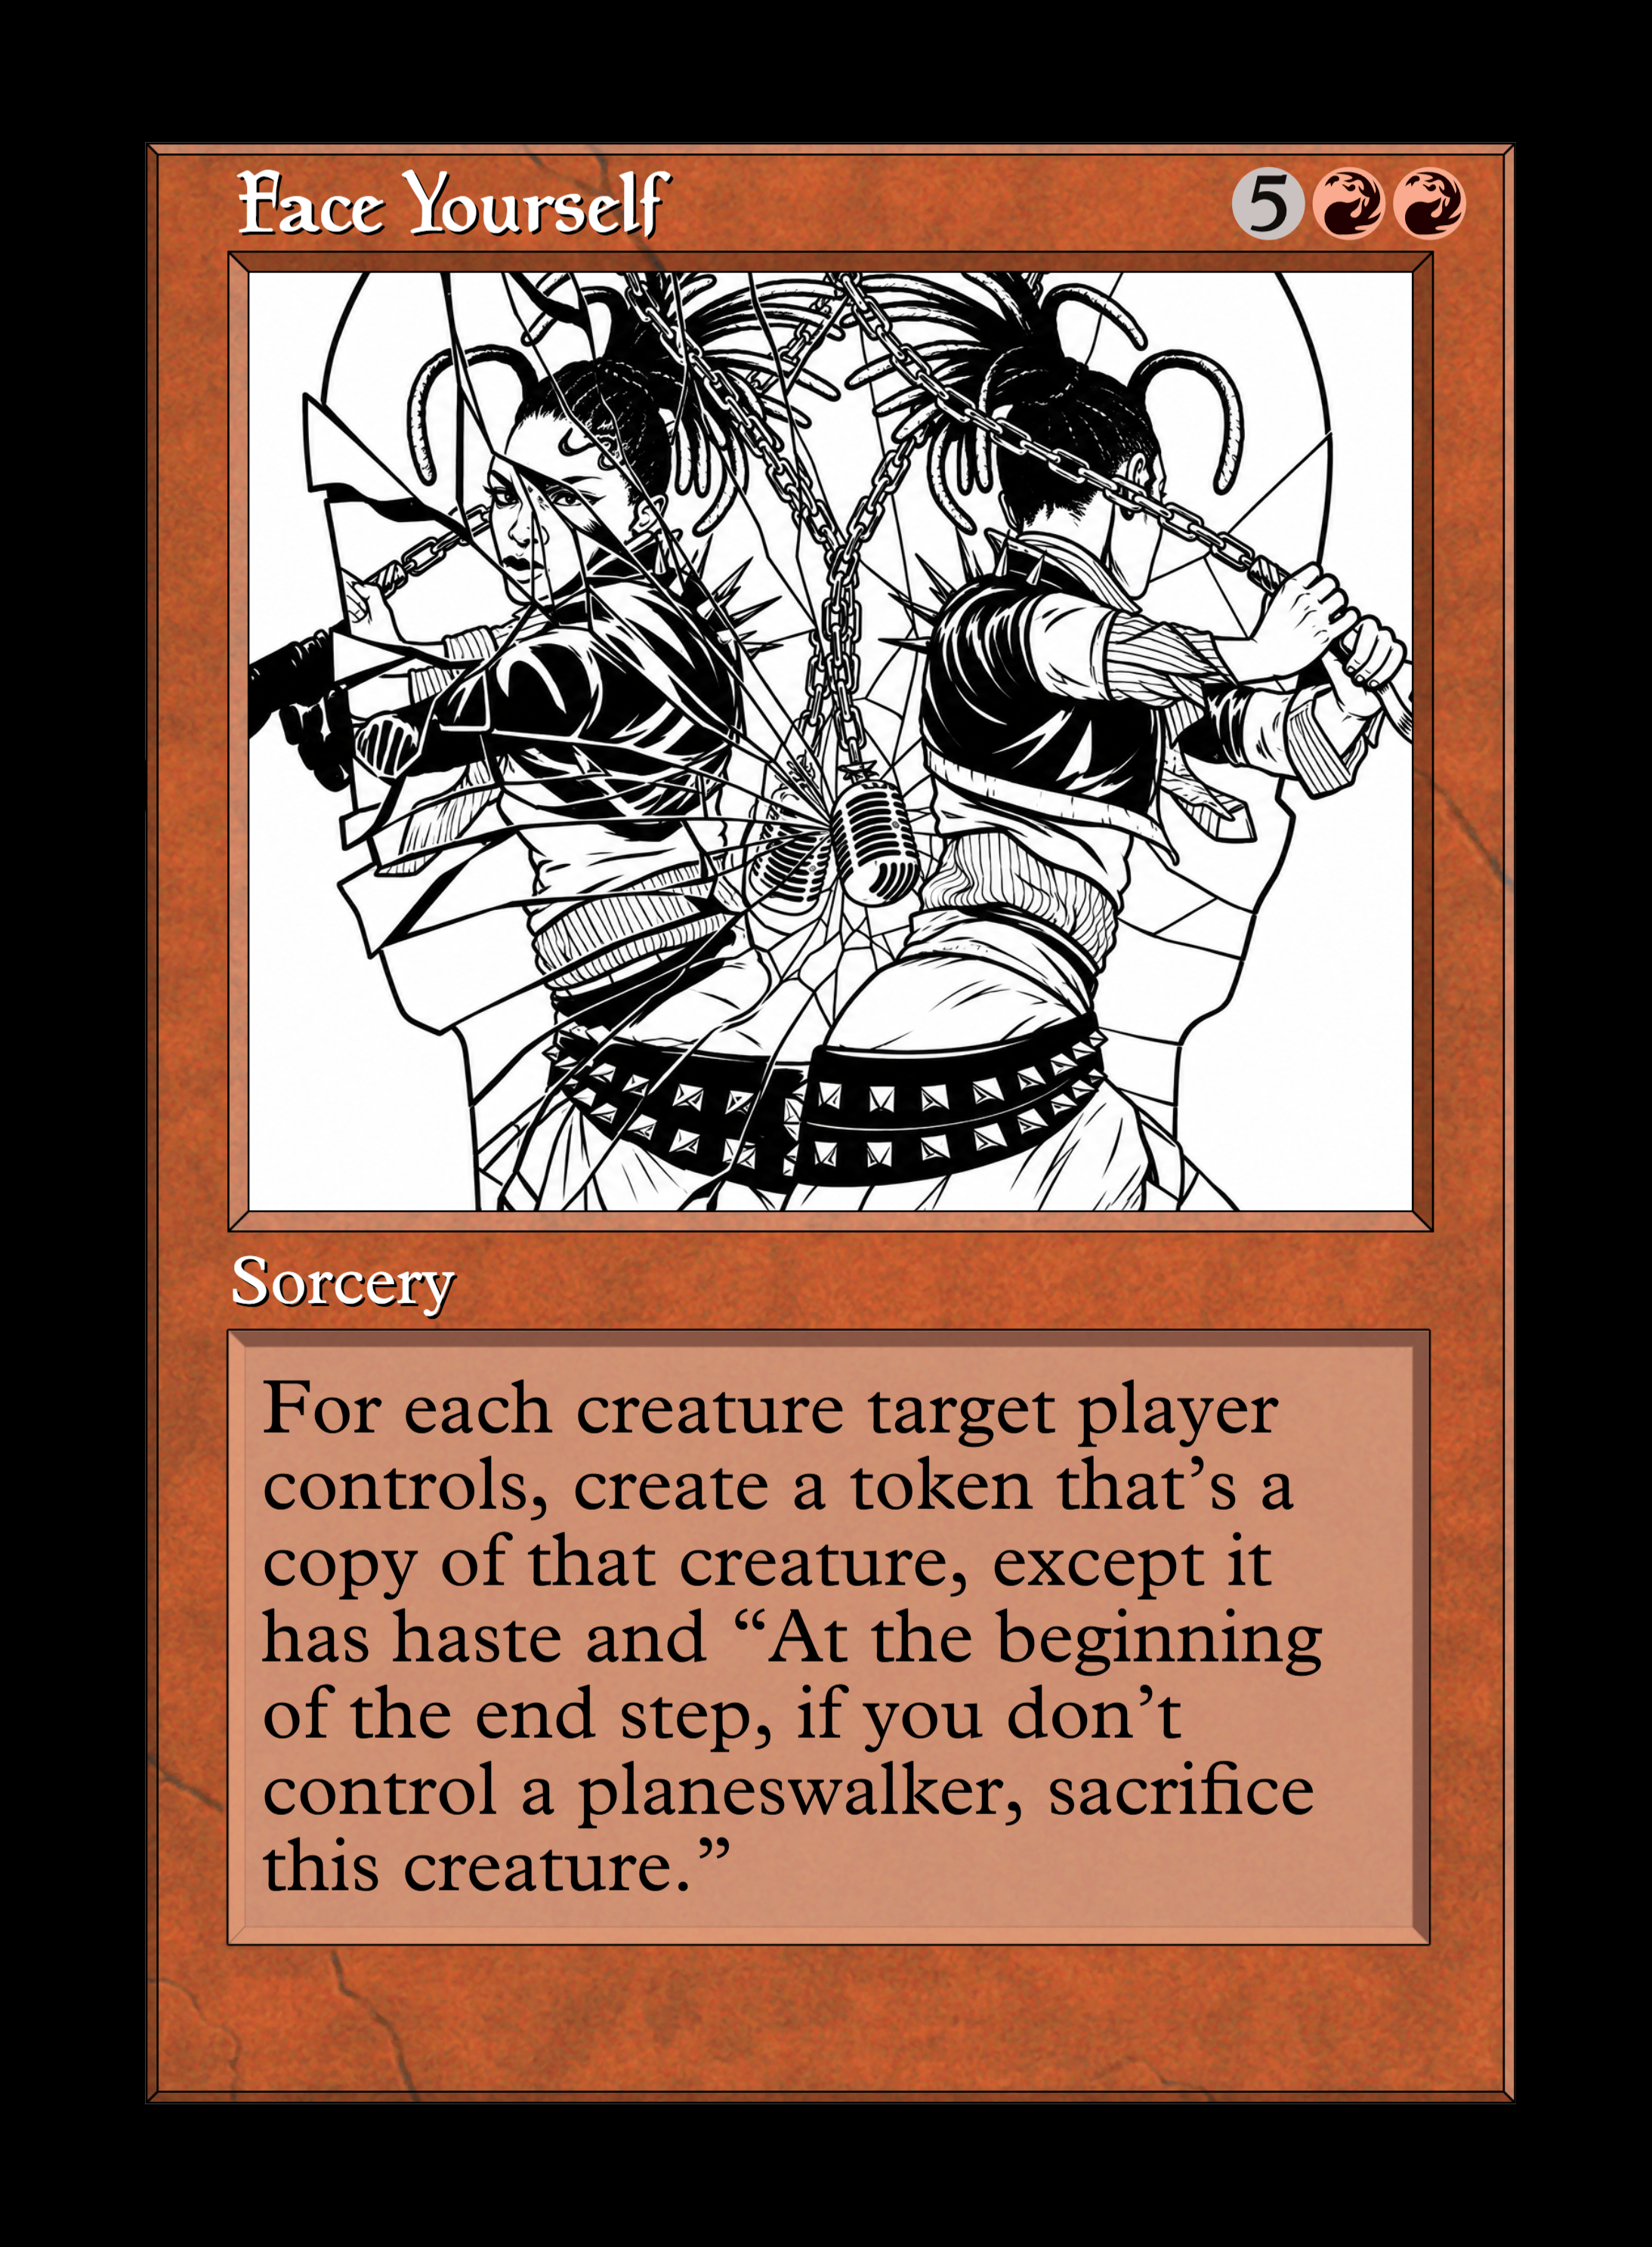 Face Yourself 5
Sorcery
For each creature target player
controls, create a token that’s a
copy of that creature, except it
has haste and “At the beginning
of the end step, if you don’t
control a planeswalker, sacrifice
this creature.”